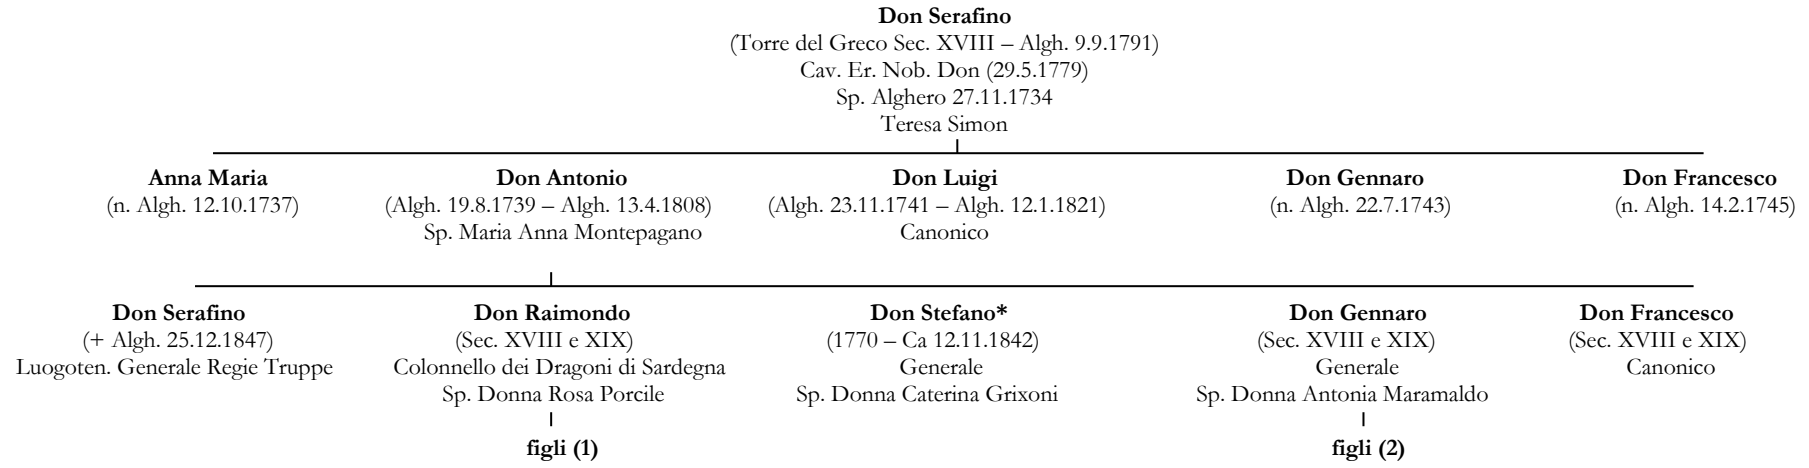 Don Serafino
(Torre del Greco Sec. XVIII – Algh. 9.9.1791)
Cav. Er. Nob. Don (29.5.1779)
Sp. Alghero 27.11.1734
Teresa Simon
Anna Maria
(n. Algh. 12.10.1737)
Don Antonio
(Algh. 19.8.1739 – Algh. 13.4.1808)
Sp. Maria Anna Montepagano
Don Luigi
(Algh. 23.11.1741 – Algh. 12.1.1821)
Canonico
Don Gennaro
(n. Algh. 22.7.1743)
Don Francesco
(n. Algh. 14.2.1745)
Don Serafino
(+ Algh. 25.12.1847)
Luogoten. Generale Regie Truppe
Don Raimondo
(Sec. XVIII e XIX)
Colonnello dei Dragoni di Sardegna
Sp. Donna Rosa Porcile
figli (1)
Don Stefano*
(1770 – Ca 12.11.1842)
Generale
Sp. Donna Caterina Grixoni
Don Gennaro
(Sec. XVIII e XIX)
Generale
Sp. Donna Antonia Maramaldo
figli (2)
Don Francesco
(Sec. XVIII e XIX)
Canonico